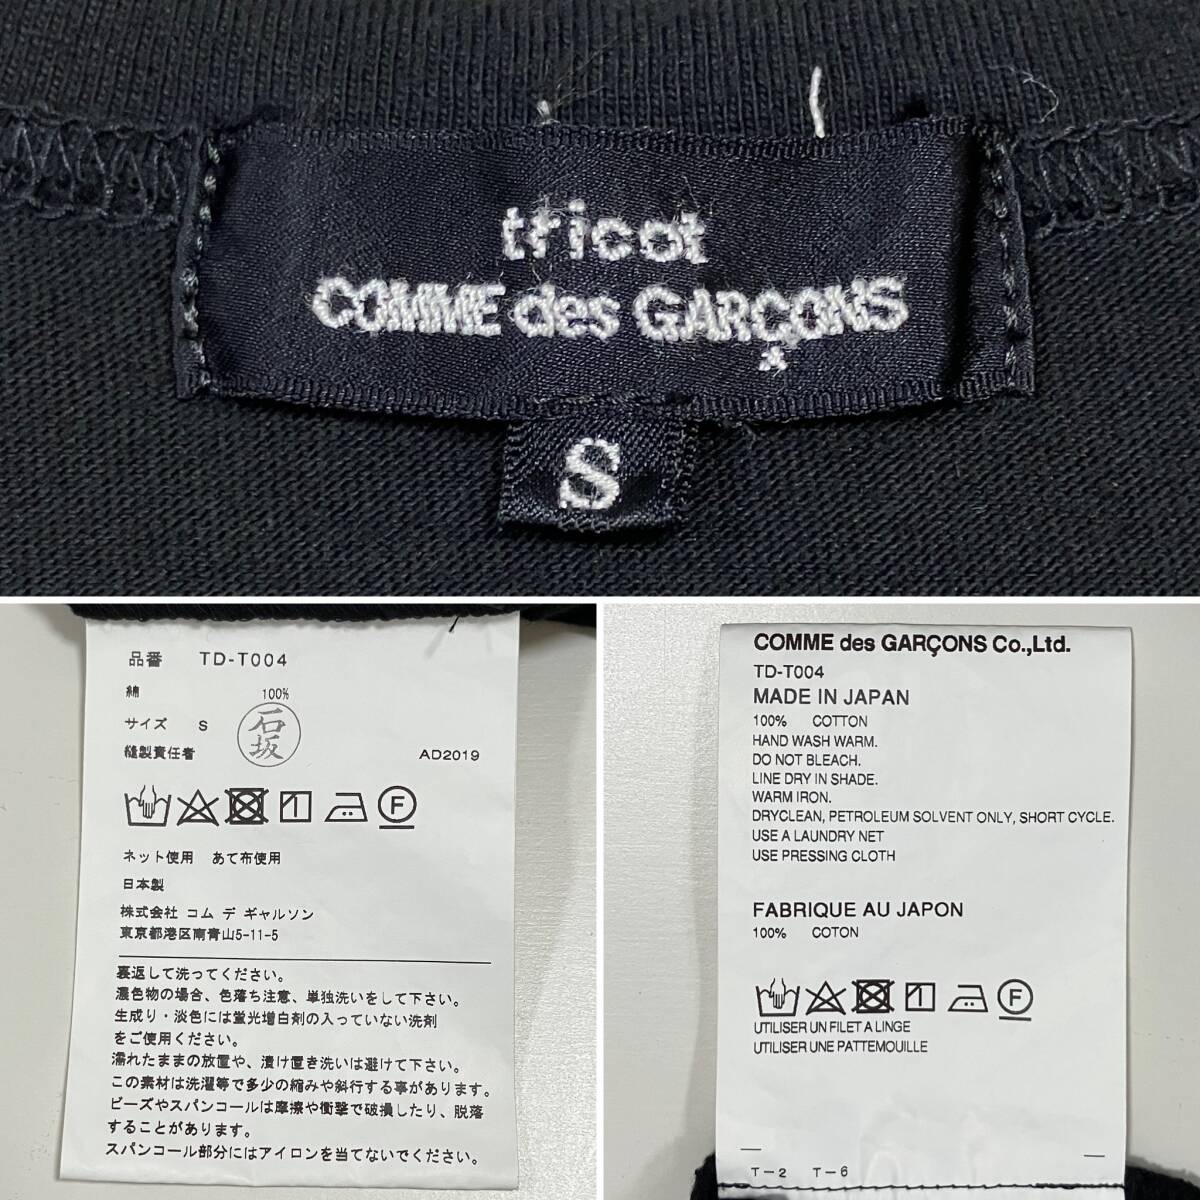 tricot
COMME des GARÇONS
S
品番 TD-T004
綿 100%
サイズ S
石坂
縫製責任者 AD2019
F
ネット使用 あて布使用
日本製
株式会社 コム デ ギャルソン
東京都港区南青山5-11-5
裏返して洗ってください。
濃色物の場合、色落ち注意、単独洗いをして下さい。
生成り・淡色には蛍光増白剤の入っていない洗剤
をご使用ください。
濡れたままの放置や、漬け置き洗いは避けて下さい。
この素材は洗濯等で多少の縮みや斜行する事があります。
ビーズやスパンコールは摩擦や衝撃で破損したり、脱落
することがあります。
スパンコール部分にはアイロンを当てないでください。
COMME des GARÇONS Co.,Ltd.
TD-T004
MADE IN JAPAN
100% COTTON
HAND WASH WARM.
DO NOT BLEACH.
LINE DRY IN SHADE.
WARM IRON.
DRYCLEAN, PETROLEUM SOLVENT ONLY, SHORT CYCLE.
USE A LAUNDRY NET
USE PRESSING CLOTH
FABRIQUE AU JAPON
100% COTON
F
UTILISER UN FILET A LINGE
UTILISER UNE PATTEMOUILLE
T-2 T-6